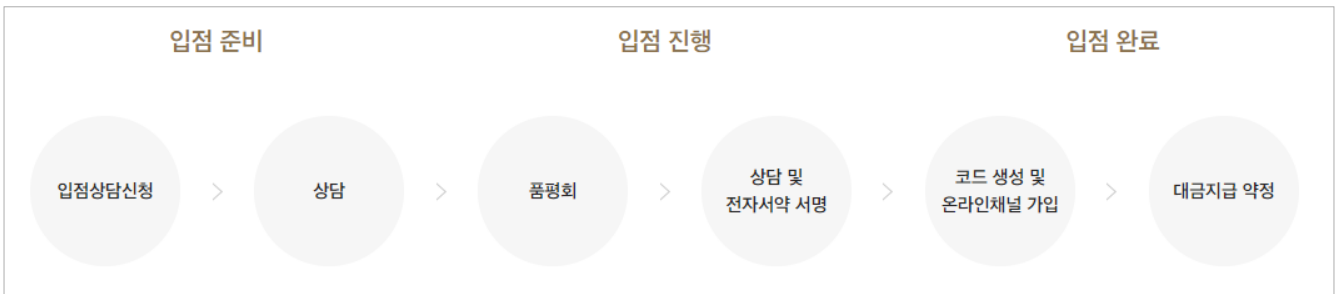 입점 준비
입점 진행
입점 완료
입점상담신청
상담
품평회
상담 및
전자서약 서명
코드 생성 및
온라인채널 가입
대금지급 약정